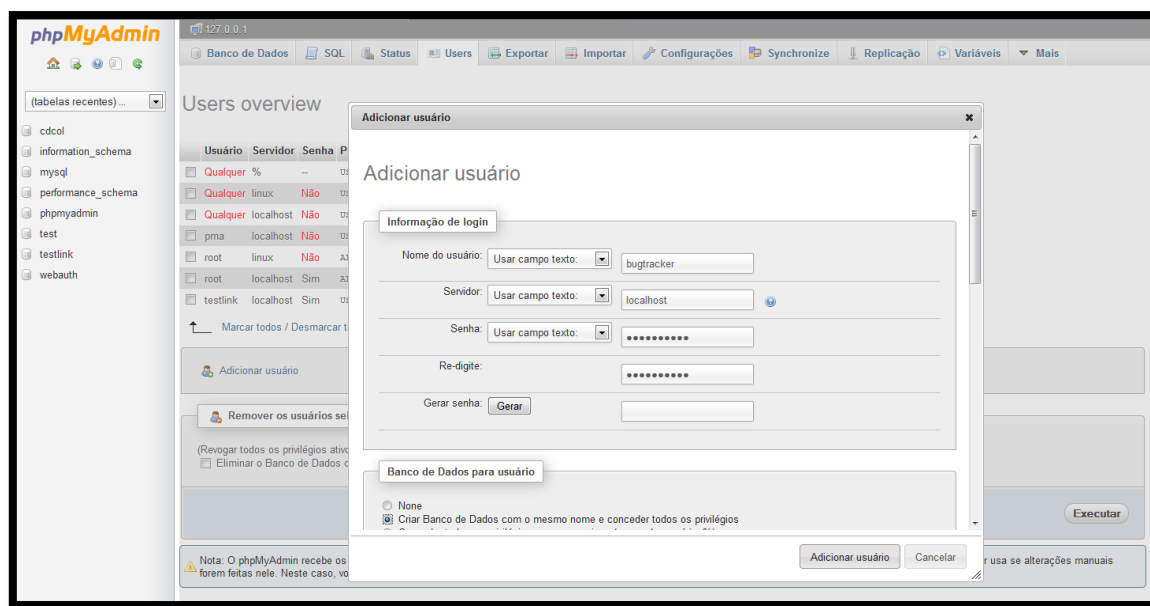 phpMyAdmin
127.0.0.1
Banco de Dados SQL Status Users Exportar Importar Configurações Synchronize Replicação Variáveis Mais
(tabelas recentes) ...
cdcol
information_schema
mysql
performance_schema
phpmyadmin
test
testlink
webauth
Users overview
Usuário Servidor Senha P
Qualquer % --
Qualquer linux Não
Qualquer localhost Não
pma localhost Não
root linux Não
root localhost Sim
testlink localhost Sim
Marcar todos / Desmarcar t
Adicionar usuário
Remover os usuários sel
(Revogar todos os privilégios ativo
Eliminar o Banco de Dados
Executar
Nota: O phpMyAdmin recebe os
forem feitas nele. Neste caso, vo
r usa se alterações manuais
Adicionar usuário
Adicionar usuário
Informação de login
Nome do usuário: Usar campo texto: bugtracker
Servidor: Usar campo texto: localhost
Senha: Usar campo texto: ••••••••••
Re-digite: ••••••••••
Gerar senha: Gerar
Banco de Dados para usuário
None
Criar Banco de Dados com o mesmo nome e conceder todos os privilégios
Adicionar usuário Cancelar